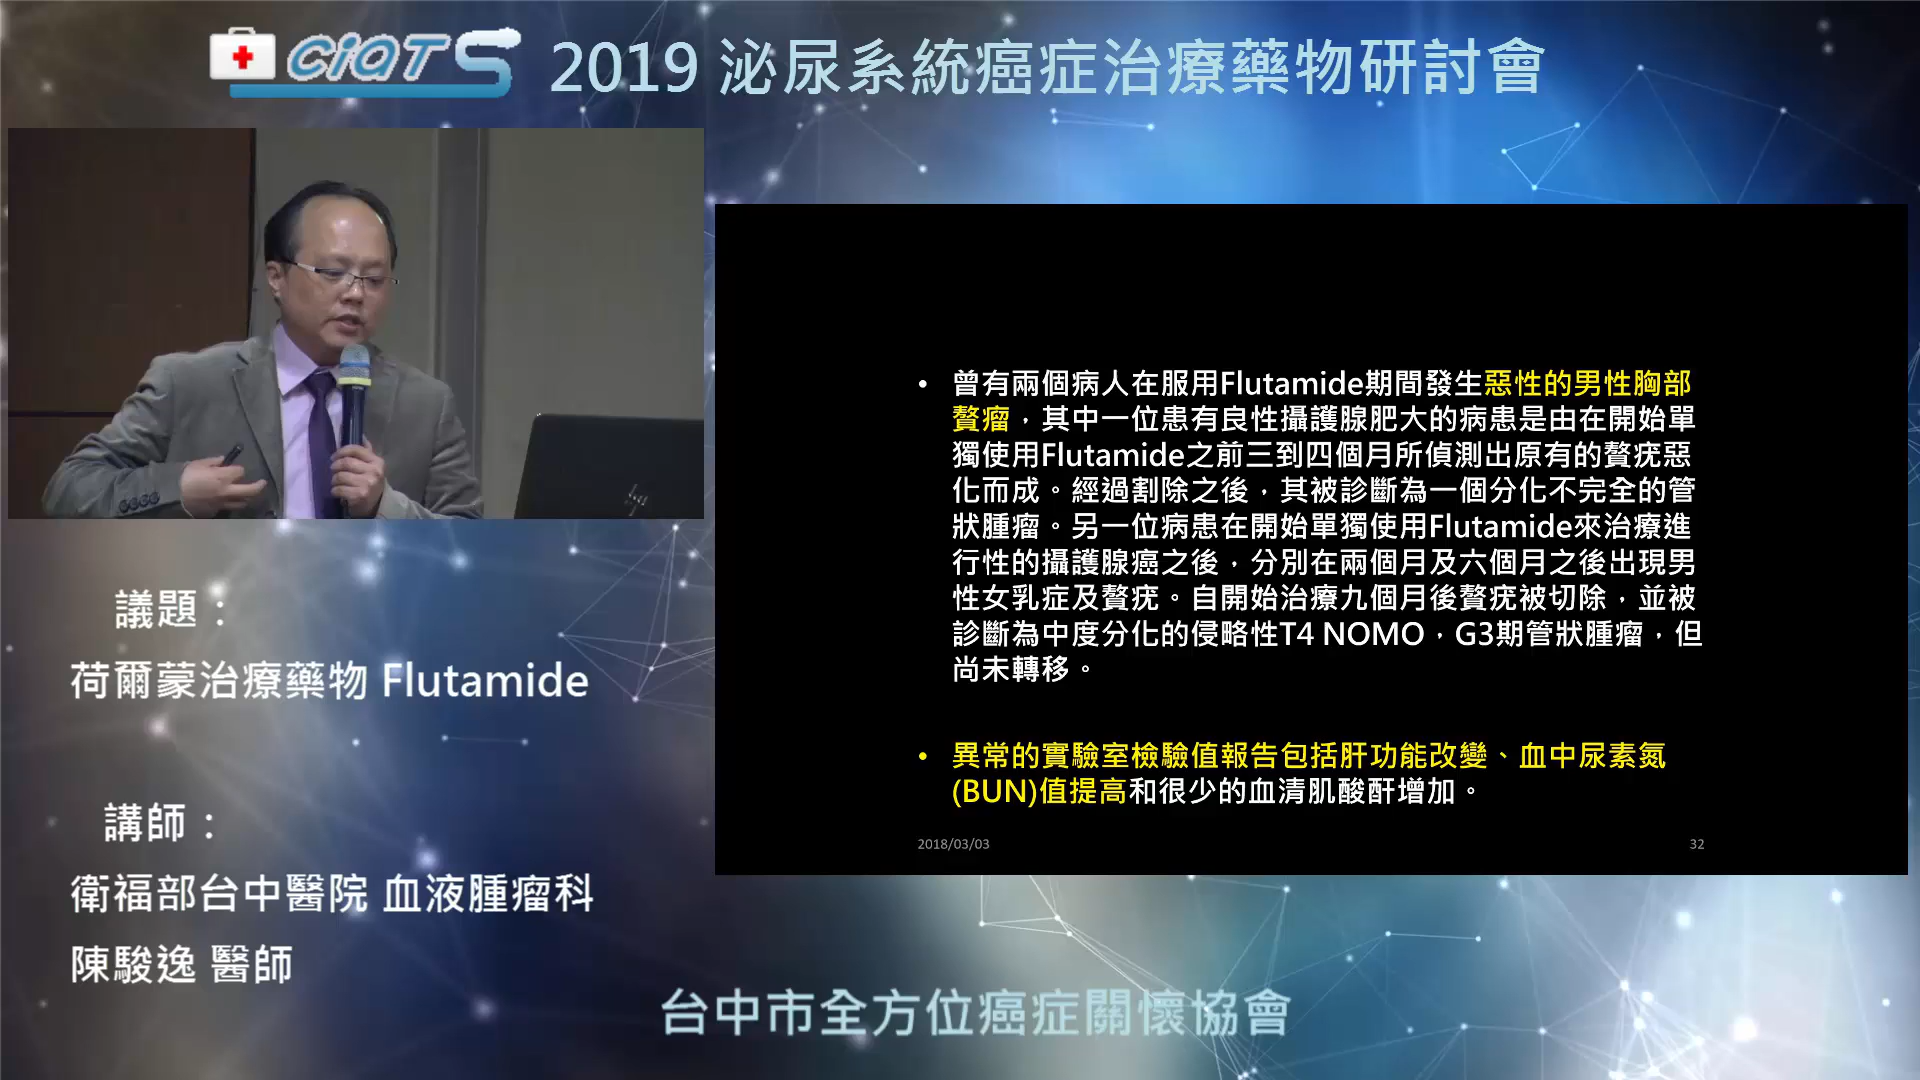 CiQTS 2019 泌尿系統癌症治療藥物研討會
hp
• 曾有兩個病人在服用Flutamide期間發生惡性的男性胸部
贅瘤，其中一位患有良性攝護腺肥大的病患是由在開始單
獨使用Flutamide之前三到四個月所偵測出原有的贅疣惡
化而成。經過割除之後，其被診斷為一個分化不完全的管
狀腫瘤。另一位病患在開始單獨使用Flutamide來治療進
行性的攝護腺癌之後，分別在兩個月及六個月之後出現男
性女乳症及贅疣。自開始治療九個月後贅疣被切除，並被
診斷為中度分化的侵略性T4 NOMO，G3期管狀腫瘤，但
尚未轉移。
• 異常的實驗室檢驗值報告包括肝功能改變、血中尿素氮
(BUN)值提高和很少的血清肌酸酐增加。
2018/03/03 32
議題：
荷爾蒙治療藥物 Flutamide
講師：
衛福部台中醫院 血液腫瘤科
陳駿逸 醫師
台中市全方位癌症關懷協會